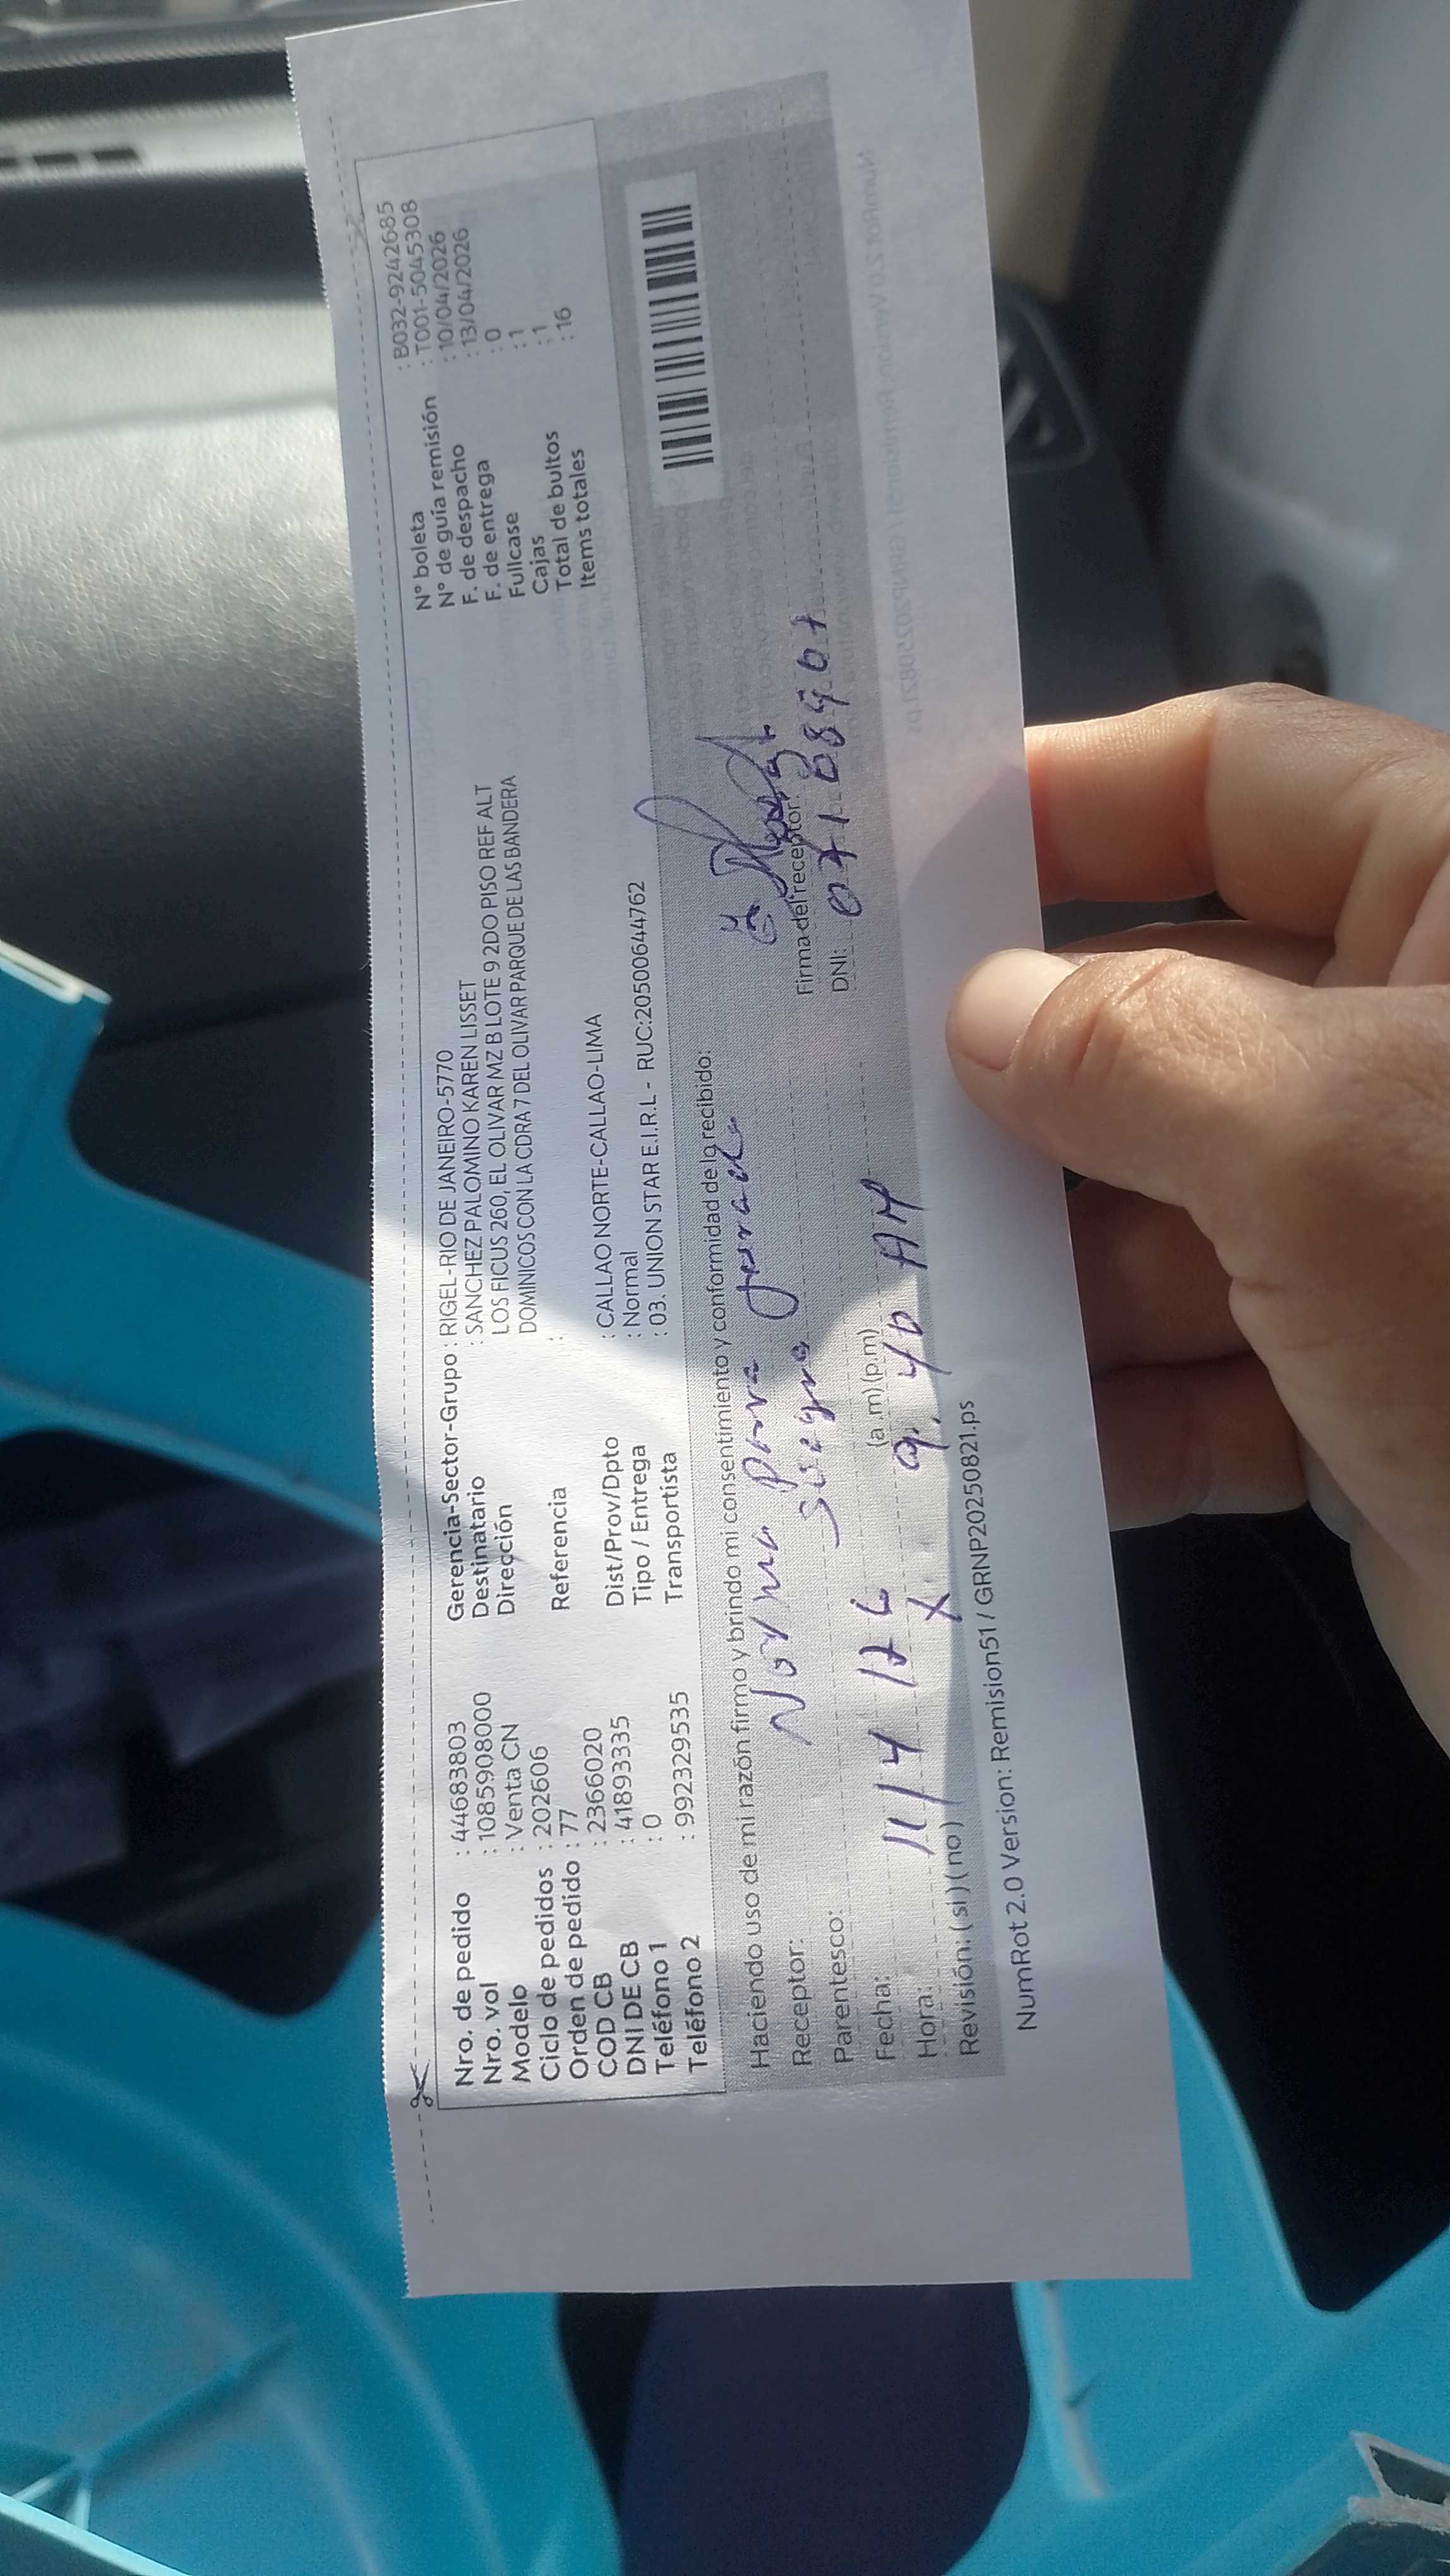 Nro. de pedido : 44683803
Nro. vol : 1085908000
Modelo : Venta CN
Ciclo de pedidos : 202606
Orden de pedido : 77
COD CB : 2366020
DNI DE CB : 41893335
Teléfono 1 : 0
Teléfono 2 : 992329535
Gerencia-Sector-Grupo : RIGEL-RIO DE JANEIRO-5770
Destinatario : SANCHEZ PALOMINO KAREN LISSET
Dirección LOS FICUS 260, EL OLIVAR MZ B LOTE 9 2DO PISO REF ALT
DOMINICOS CON LA CDRA 7 DEL OLIVAR PARQUE DE LAS BANDERA
Referencia :
Dist/Prov/Dpto : CALLAO NORTE-CALLAO-LIMA
Tipo / Entrega : Normal
Transportista : 03. UNION STAR E.I.R.L - RUC:20500644762
N° boleta : B032-9242685
N° de guía remisión : T001-5045308
F. de despacho : 10/04/2026
F. de entrega : 13/04/2026
Fullcase : 0
Cajas : 1
Total de bultos : 1
Items totales : 16
Haciendo uso de mi razón firmo y brindo mi consentimiento y conformidad de lo recibido:
Receptor: Norma
Parentesco: Suegra
Fecha: 11/4/26
Hora: 9:40 AM (a.m) (p.m)
Revisión: ( si ) ( no ) X
Firma del receptor:
DNI:
NumRot 2.0 Version: Remision51 / GRNP20250821.ps